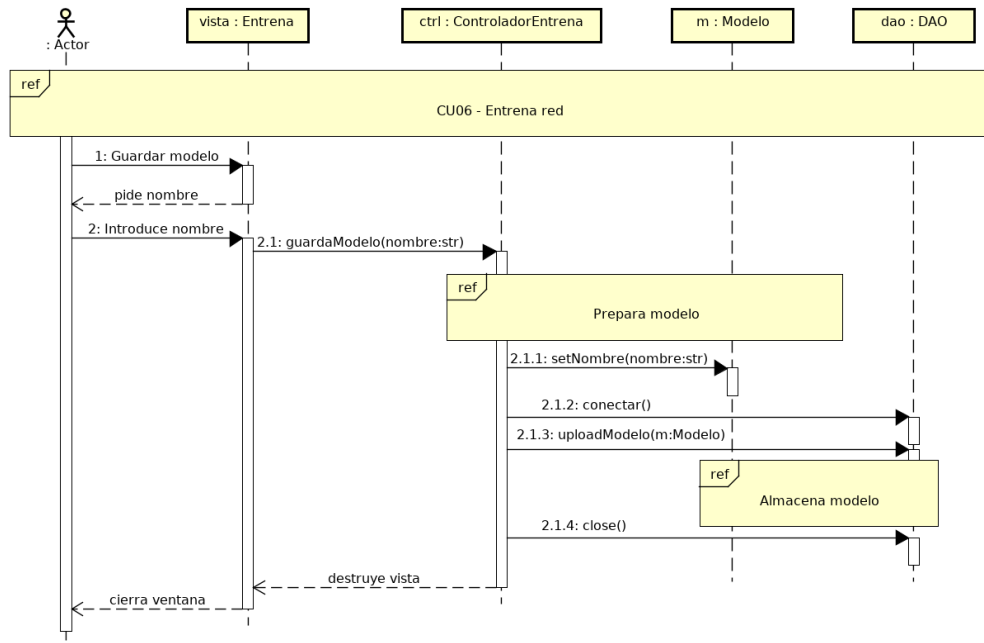 : Actor
vista : Entrena
ctrl : ControladorEntrena
m : Modelo
dao : DAO
ref
CU06 - Entrena red
1: Guardar modelo
pide nombre
2: Introduce nombre
2.1: guardaModelo(nombre:str)
ref
Prepara modelo
2.1.1: setNombre(nombre:str)
2.1.2: conectar()
2.1.3: uploadModelo(m:Modelo)
ref
Almacena modelo
2.1.4: close()
destruye vista
cierra ventana